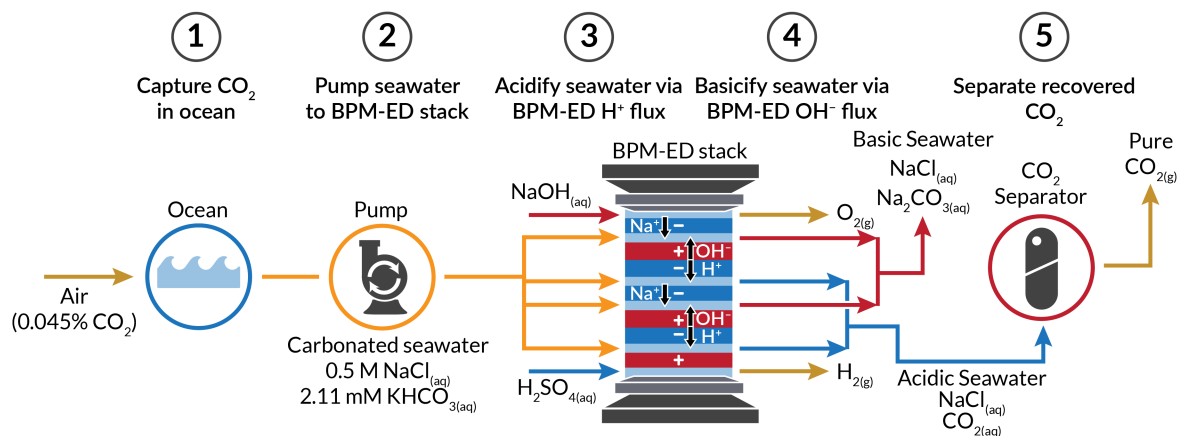 1
Capture CO₂
in ocean
2
Pump seawater
to BPM-ED stack
3
Acidify seawater via
BPM-ED H⁺ flux
4
Basicify seawater via
BPM-ED OH⁻ flux
5
Separate recovered
CO₂
Air
(0.045% CO₂)
Ocean
Pump
Carbonated seawater
0.5 M NaCl₍aq₎
2.11 mM KHCO₃₍aq₎
BPM-ED stack
NaOH₍aq₎
H₂SO₄₍aq₎
Na⁺ −
+ OH⁻
− H⁺
Na⁺ −
+ OH⁻
− H⁺
+
O₂₍g₎
H₂₍g₎
Basic Seawater
NaCl₍aq₎
Na₂CO₃₍aq₎
Acidic Seawater
NaCl₍aq₎
CO₂₍aq₎
CO₂
Separator
Pure
CO₂₍g₎